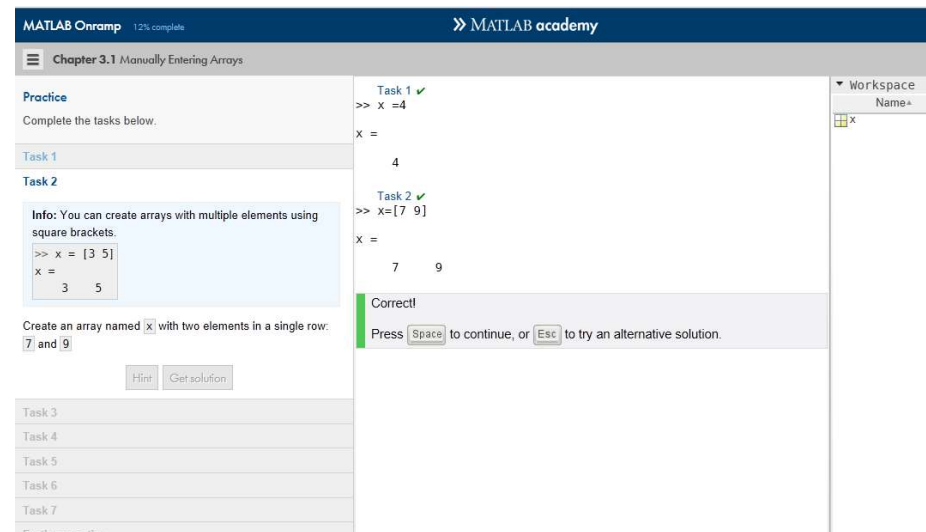 MATLAB Onramp 12% complete
MATLAB academy
Chapter 3.1 Manually Entering Arrays
Practice
Complete the tasks below.
Task 1
Task 2
Info: You can create arrays with multiple elements using
square brackets.
>> x = [3 5]
x =
3 5
Create an array named x with two elements in a single row:
7 and 9
Hint Get solution
Task 3
Task 4
Task 5
Task 6
Task 7
Task 1 ✔
>> x =4
x =
4
Task 2 ✔
>> x=[7 9]
x =
7 9
Correct!
Press Space to continue, or Esc to try an alternative solution.
Workspace
Name
x